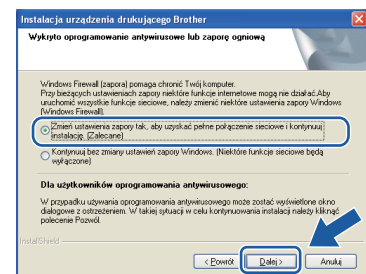 Instalacja urządzenia drukującego Brother
Wykryto oprogramowanie antywirusowe lub zaporę ogniową
Windows Firewall (zapora) pomaga chronić Twój komputer.
Przy bieżących ustawieniach zapory niektóre funkcje internetowe mogą nie działać.Aby
uruchomić wszystkie funkcje sieciowe, należy zmienić niektóre ustawienia zapory Windows
(Windows Firewall).
Zmień ustawienia zapory tak, aby uzyskać pełne połączenie sieciowe i kontynuuj
instalację. (Zalecane)
Kontynuuj bez zmiany ustawień zapory Windows. (Niektóre funkcje sieciowe będą
wyłączone)
Dla użytkowników oprogramowania antywirusowego:
W przypadku używania oprogramowania antywirusowego może zostać wyświetlone okno
dialogowe z ostrzeżeniem. W takiej sytuacji w celu kontynuowania instalacji należy kliknąć
polecenie Pozwól.
InstallShield
< Powrót
Dalej >
Anuluj